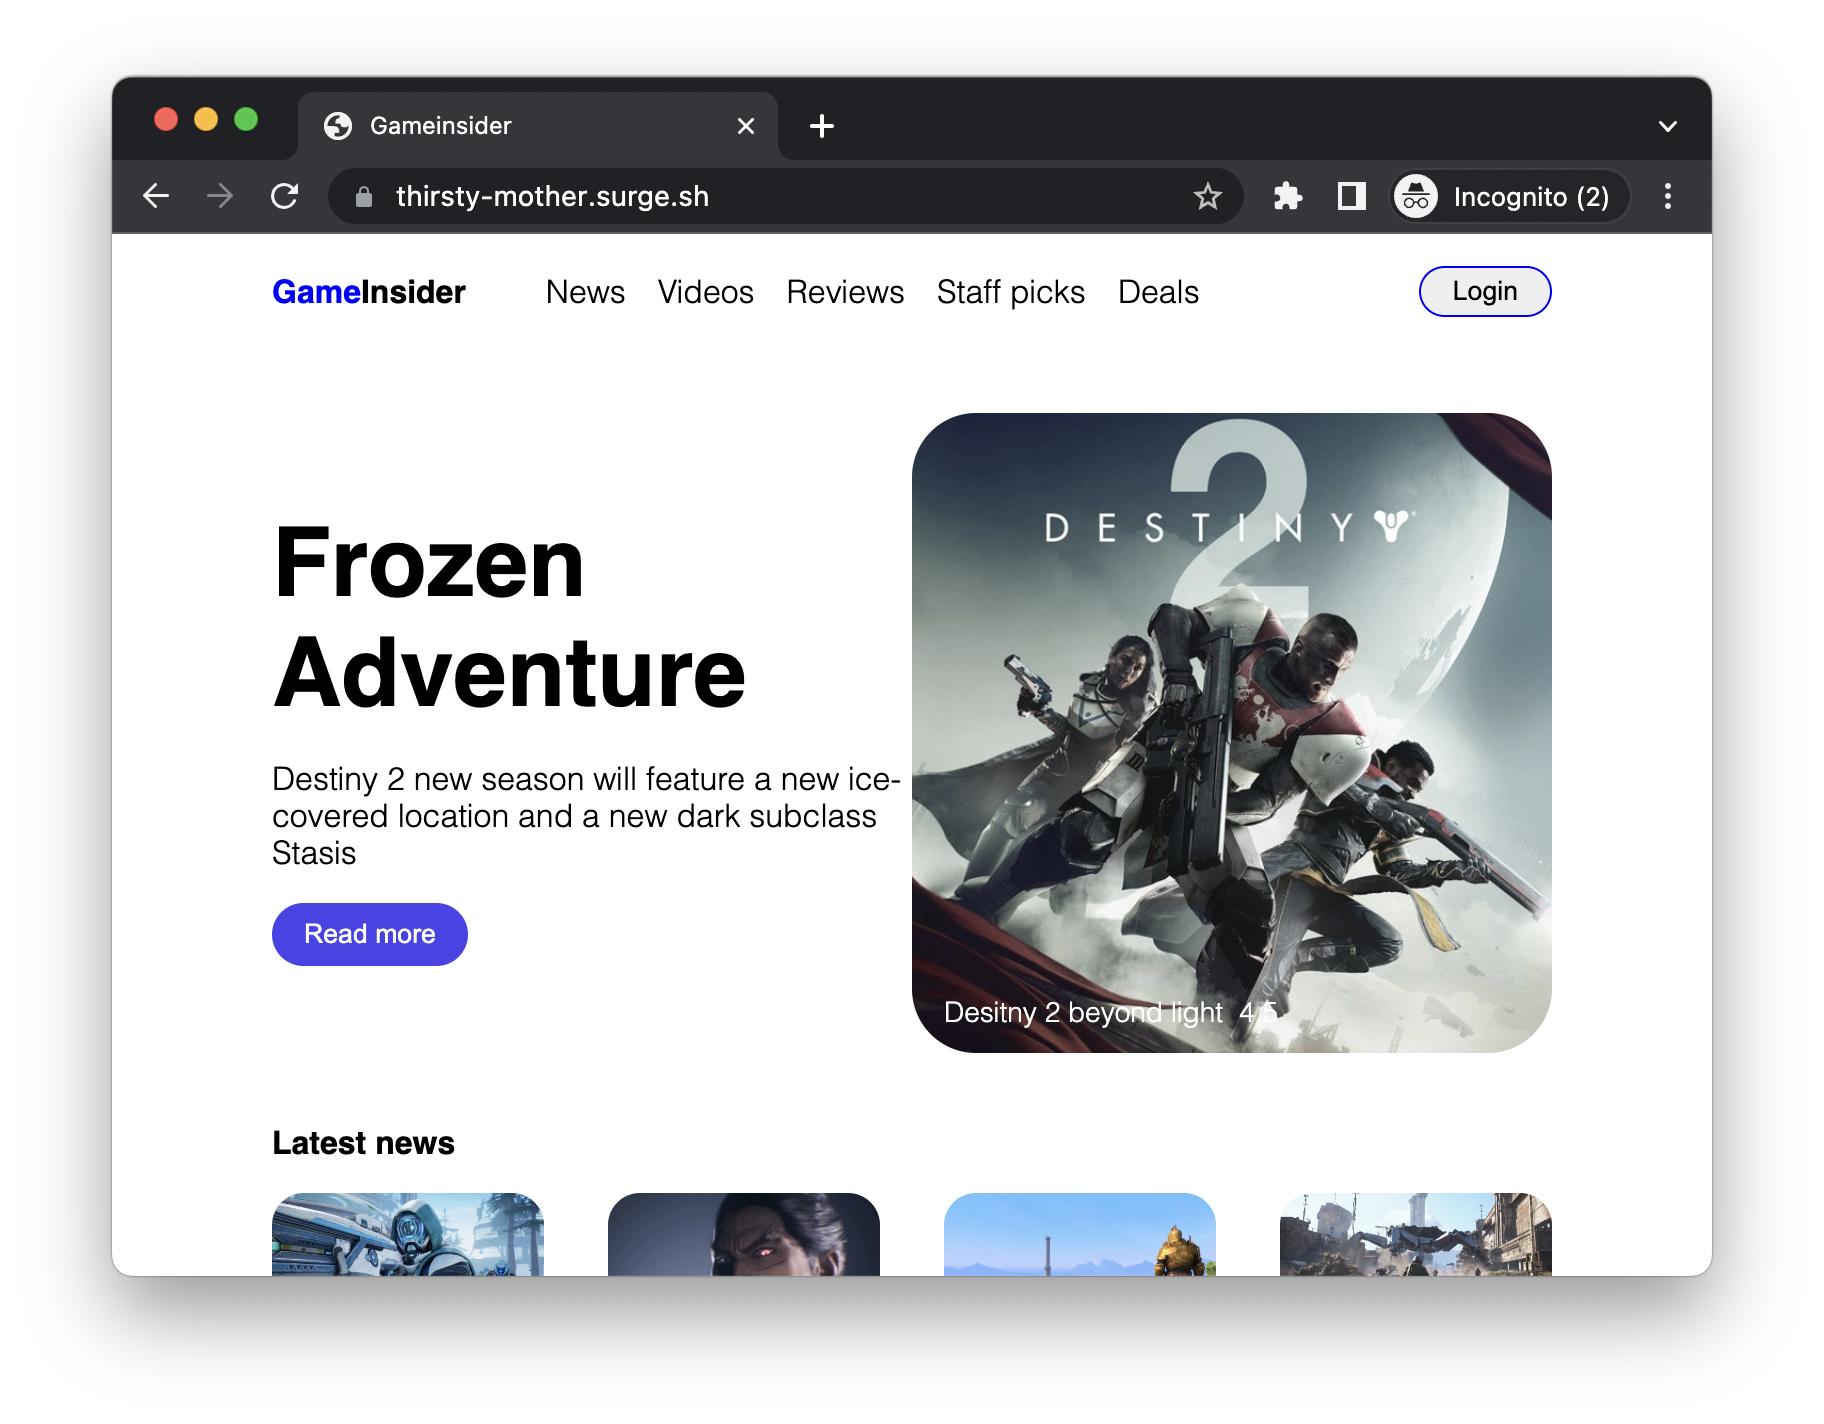 Gameinsider
thirsty-mother.surge.sh
Incognito (2)
GameInsider
News
Videos
Reviews
Staff picks
Deals
Login
2
DESTINY
Frozen
Adventure
Destiny 2 new season will feature a new ice-
covered location and a new dark subclass
Stasis
Read more
Desitny 2 beyond light 4,5
Latest news